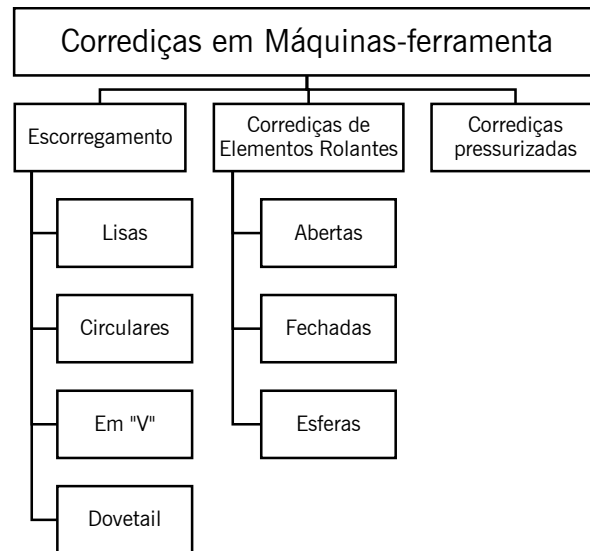 Corrediças em Máquinas-ferramenta
Escorregamento
Corrediças de
Elementos Rolantes
Corrediças
pressurizadas
Lisas
Circulares
Em "V"
Dovetail
Abertas
Fechadas
Esferas